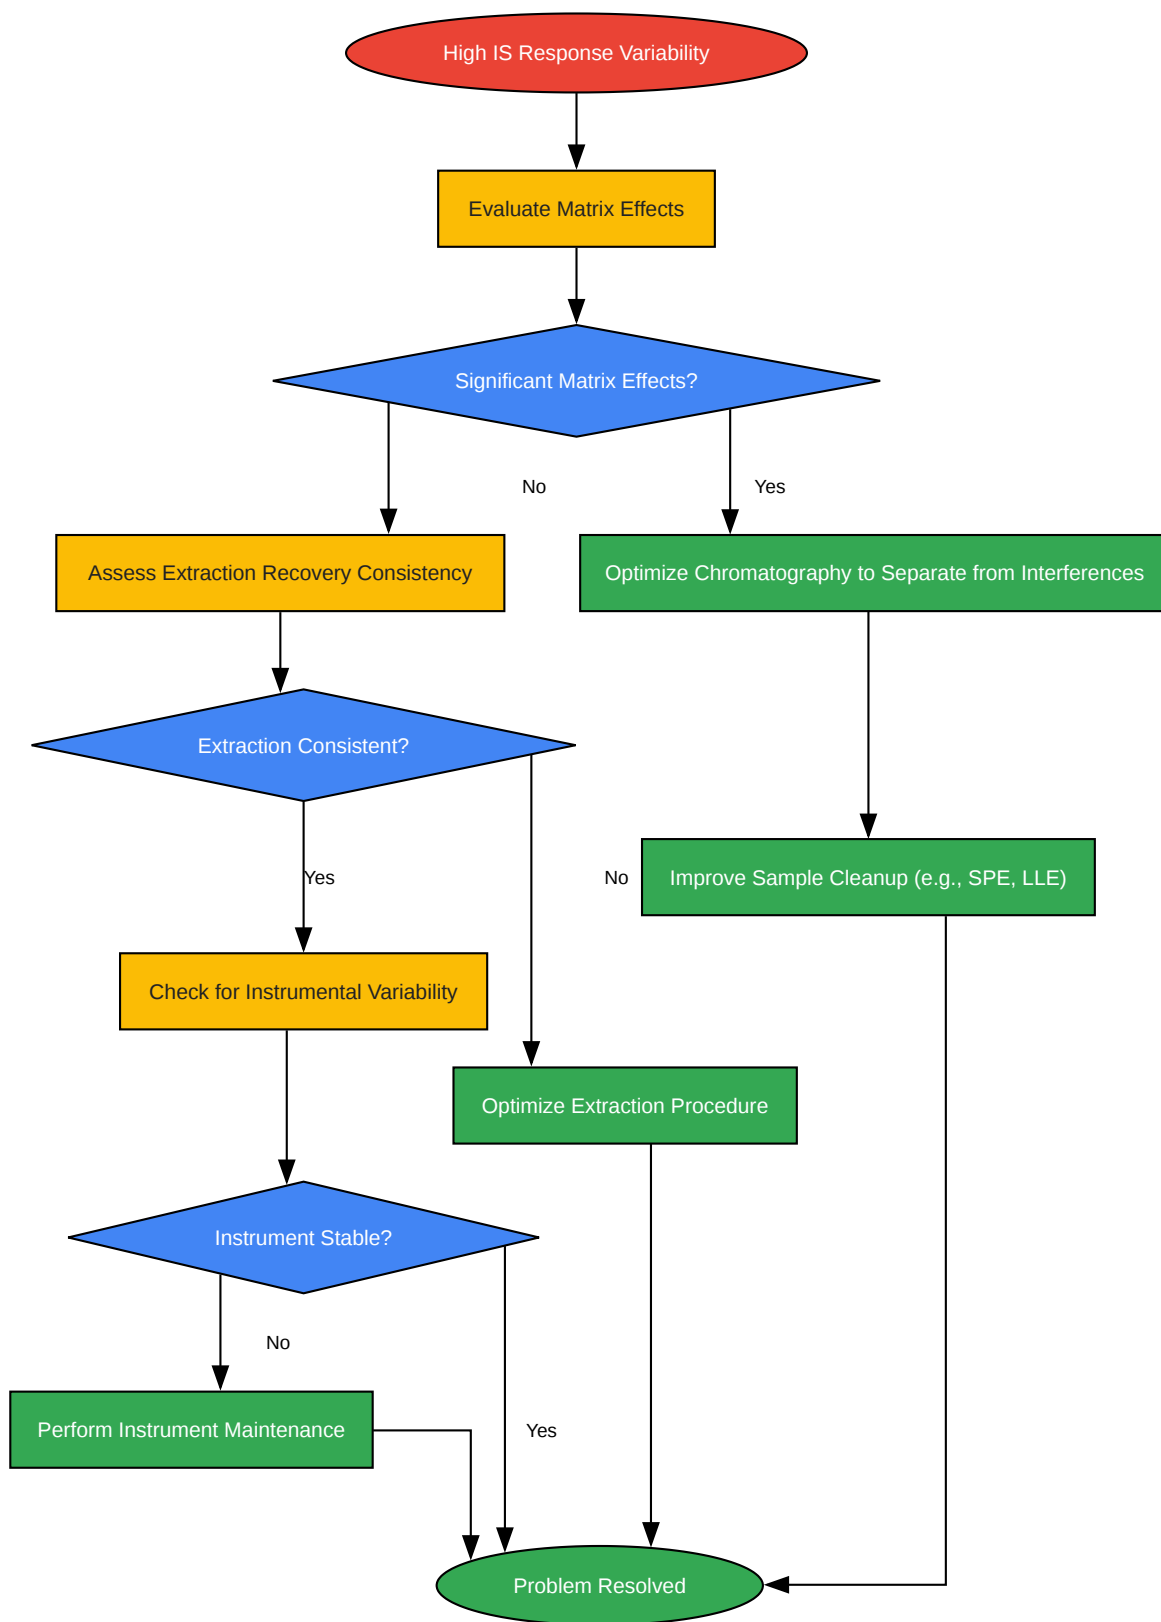 High IS Response Variability
Evaluate Matrix Effects
Significant Matrix Effects?
No
Yes
Assess Extraction Recovery Consistency
Optimize Chromatography to Separate from Interferences
Extraction Consistent?
Yes
No
Improve Sample Cleanup (e.g., SPE, LLE)
Check for Instrumental Variability
Optimize Extraction Procedure
Instrument Stable?
No
Perform Instrument Maintenance
Yes
Problem Resolved